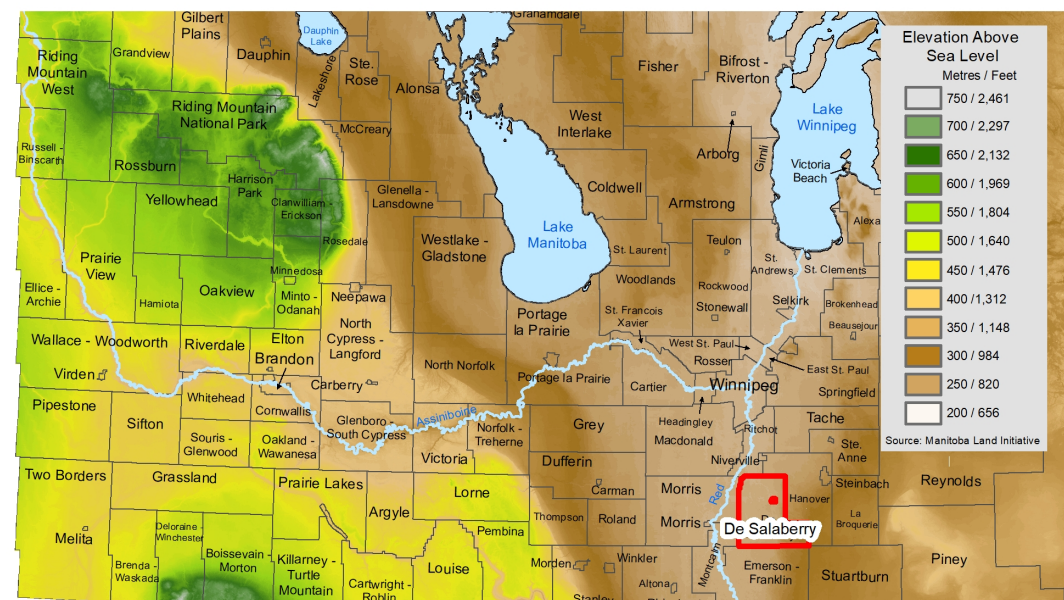 Gilbert
Plains
Grandview
Dauphin
Dauphin
Lake
Lakeshore
Ste.
Rose
Alonsa
Grahamdale
Fisher
Bifrost -
Riverton
Riding
Mountain
West
Riding Mountain
National Park
McCreary
West
Interlake
Arborg
Gimli
Lake
Winnipeg
Victoria
Beach
Russell -
Binscarth
Rossburn
Harrison
Park
Yellowhead
Clanwilliam -
Erickson
Rosedale
Glenella -
Lansdowne
Coldwell
Armstrong
Alexa
Lake
Manitoba
Westlake -
Gladstone
St. Laurent
Teulon
St.
Andrews
St. Clements
Prairie
View
Minnedosa
Woodlands
Rockwood
Stonewall
Selkirk
Brokenhead
Beausejour
Ellice -
Archie
Hamiota
Oakview
Minto -
Odanah
Neepawa
Portage
la Prairie
St. Francois
Xavier
North
Cypress -
Langford
Wallace - Woodworth
Riverdale
Elton
Brandon
West St. Paul
Rosser
East St. Paul
Virden
Carberry
North Norfolk
Portage la Prairie
Cartier
Winnipeg
Springfield
Pipestone
Whitehead
Cornwallis
Sifton
Glenboro -
South Cypress
Assiniboine
Norfolk -
Treherne
Grey
Headingley
Macdonald
Ritchot
Tache
Souris -
Glenwood
Oakland -
Wawanesa
Victoria
Dufferin
Niverville
Ste.
Anne
Two Borders
Grassland
Prairie Lakes
Lorne
Carman
Morris
Red
Hanover
Steinbach
Reynolds
Argyle
Thompson
Roland
Morris
De Salaberry
La
Broquerie
Melita
Deloraine -
Winchester
Pembina
Boissevain -
Morton
Killarney -
Turtle
Mountain
Louise
Morden
Winkler
Montcalm
Emerson -
Franklin
Stuartburn
Piney
Brenda -
Waskada
Cartwright -
Roblin
Altona
Stanley
Elevation Above
Sea Level
Metres / Feet
750 / 2,461
700 / 2,297
650 / 2,132
600 / 1,969
550 / 1,804
500 / 1,640
450 / 1,476
400 /1,312
350 / 1,148
300 / 984
250 / 820
200 / 656
Source: Manitoba Land Initiative